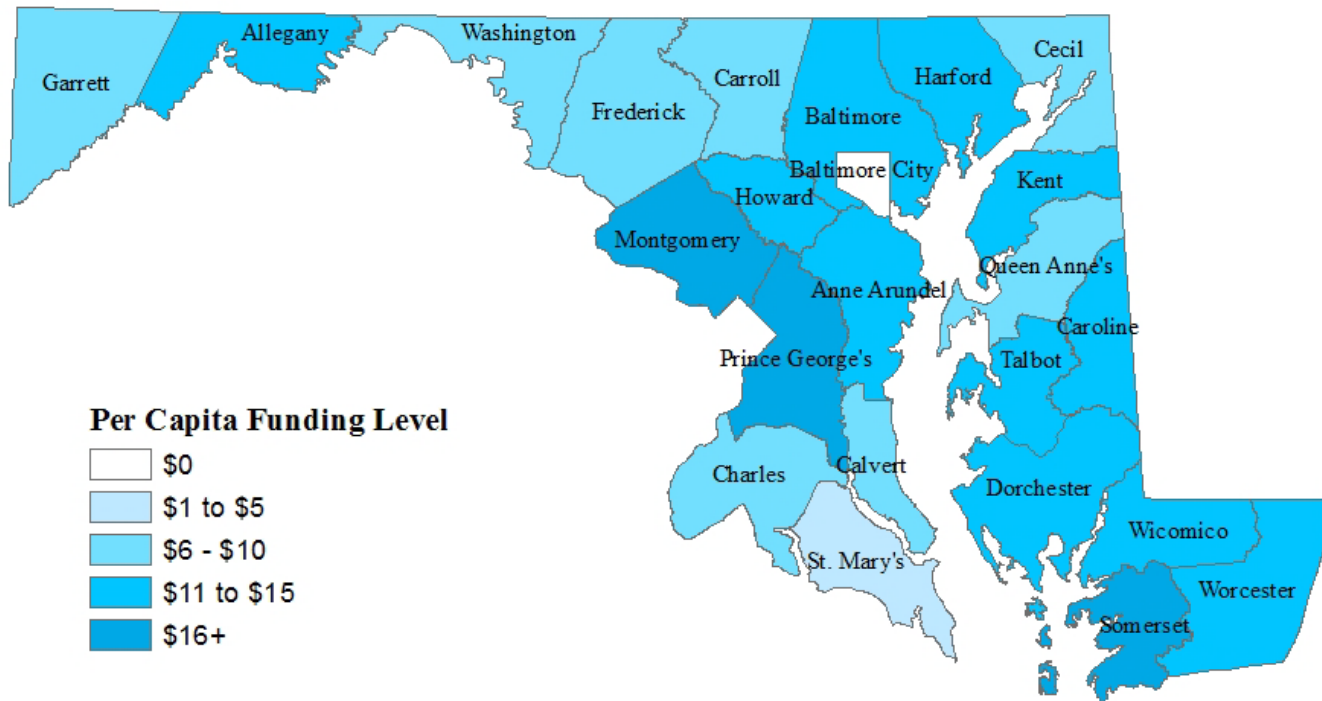 Allegany
Washington
Garrett
Frederick
Carroll
Baltimore
Harford
Cecil
Baltimore City
Howard
Kent
Montgomery
Queen Anne's
Anne Arundel
Caroline
Prince George's
Talbot
Per Capita Funding Level
$0
$1 to $5
$6 - $10
$11 to $15
$16+
Charles
Calvert
Dorchester
Wicomico
St. Mary's
Worcester
Somerset